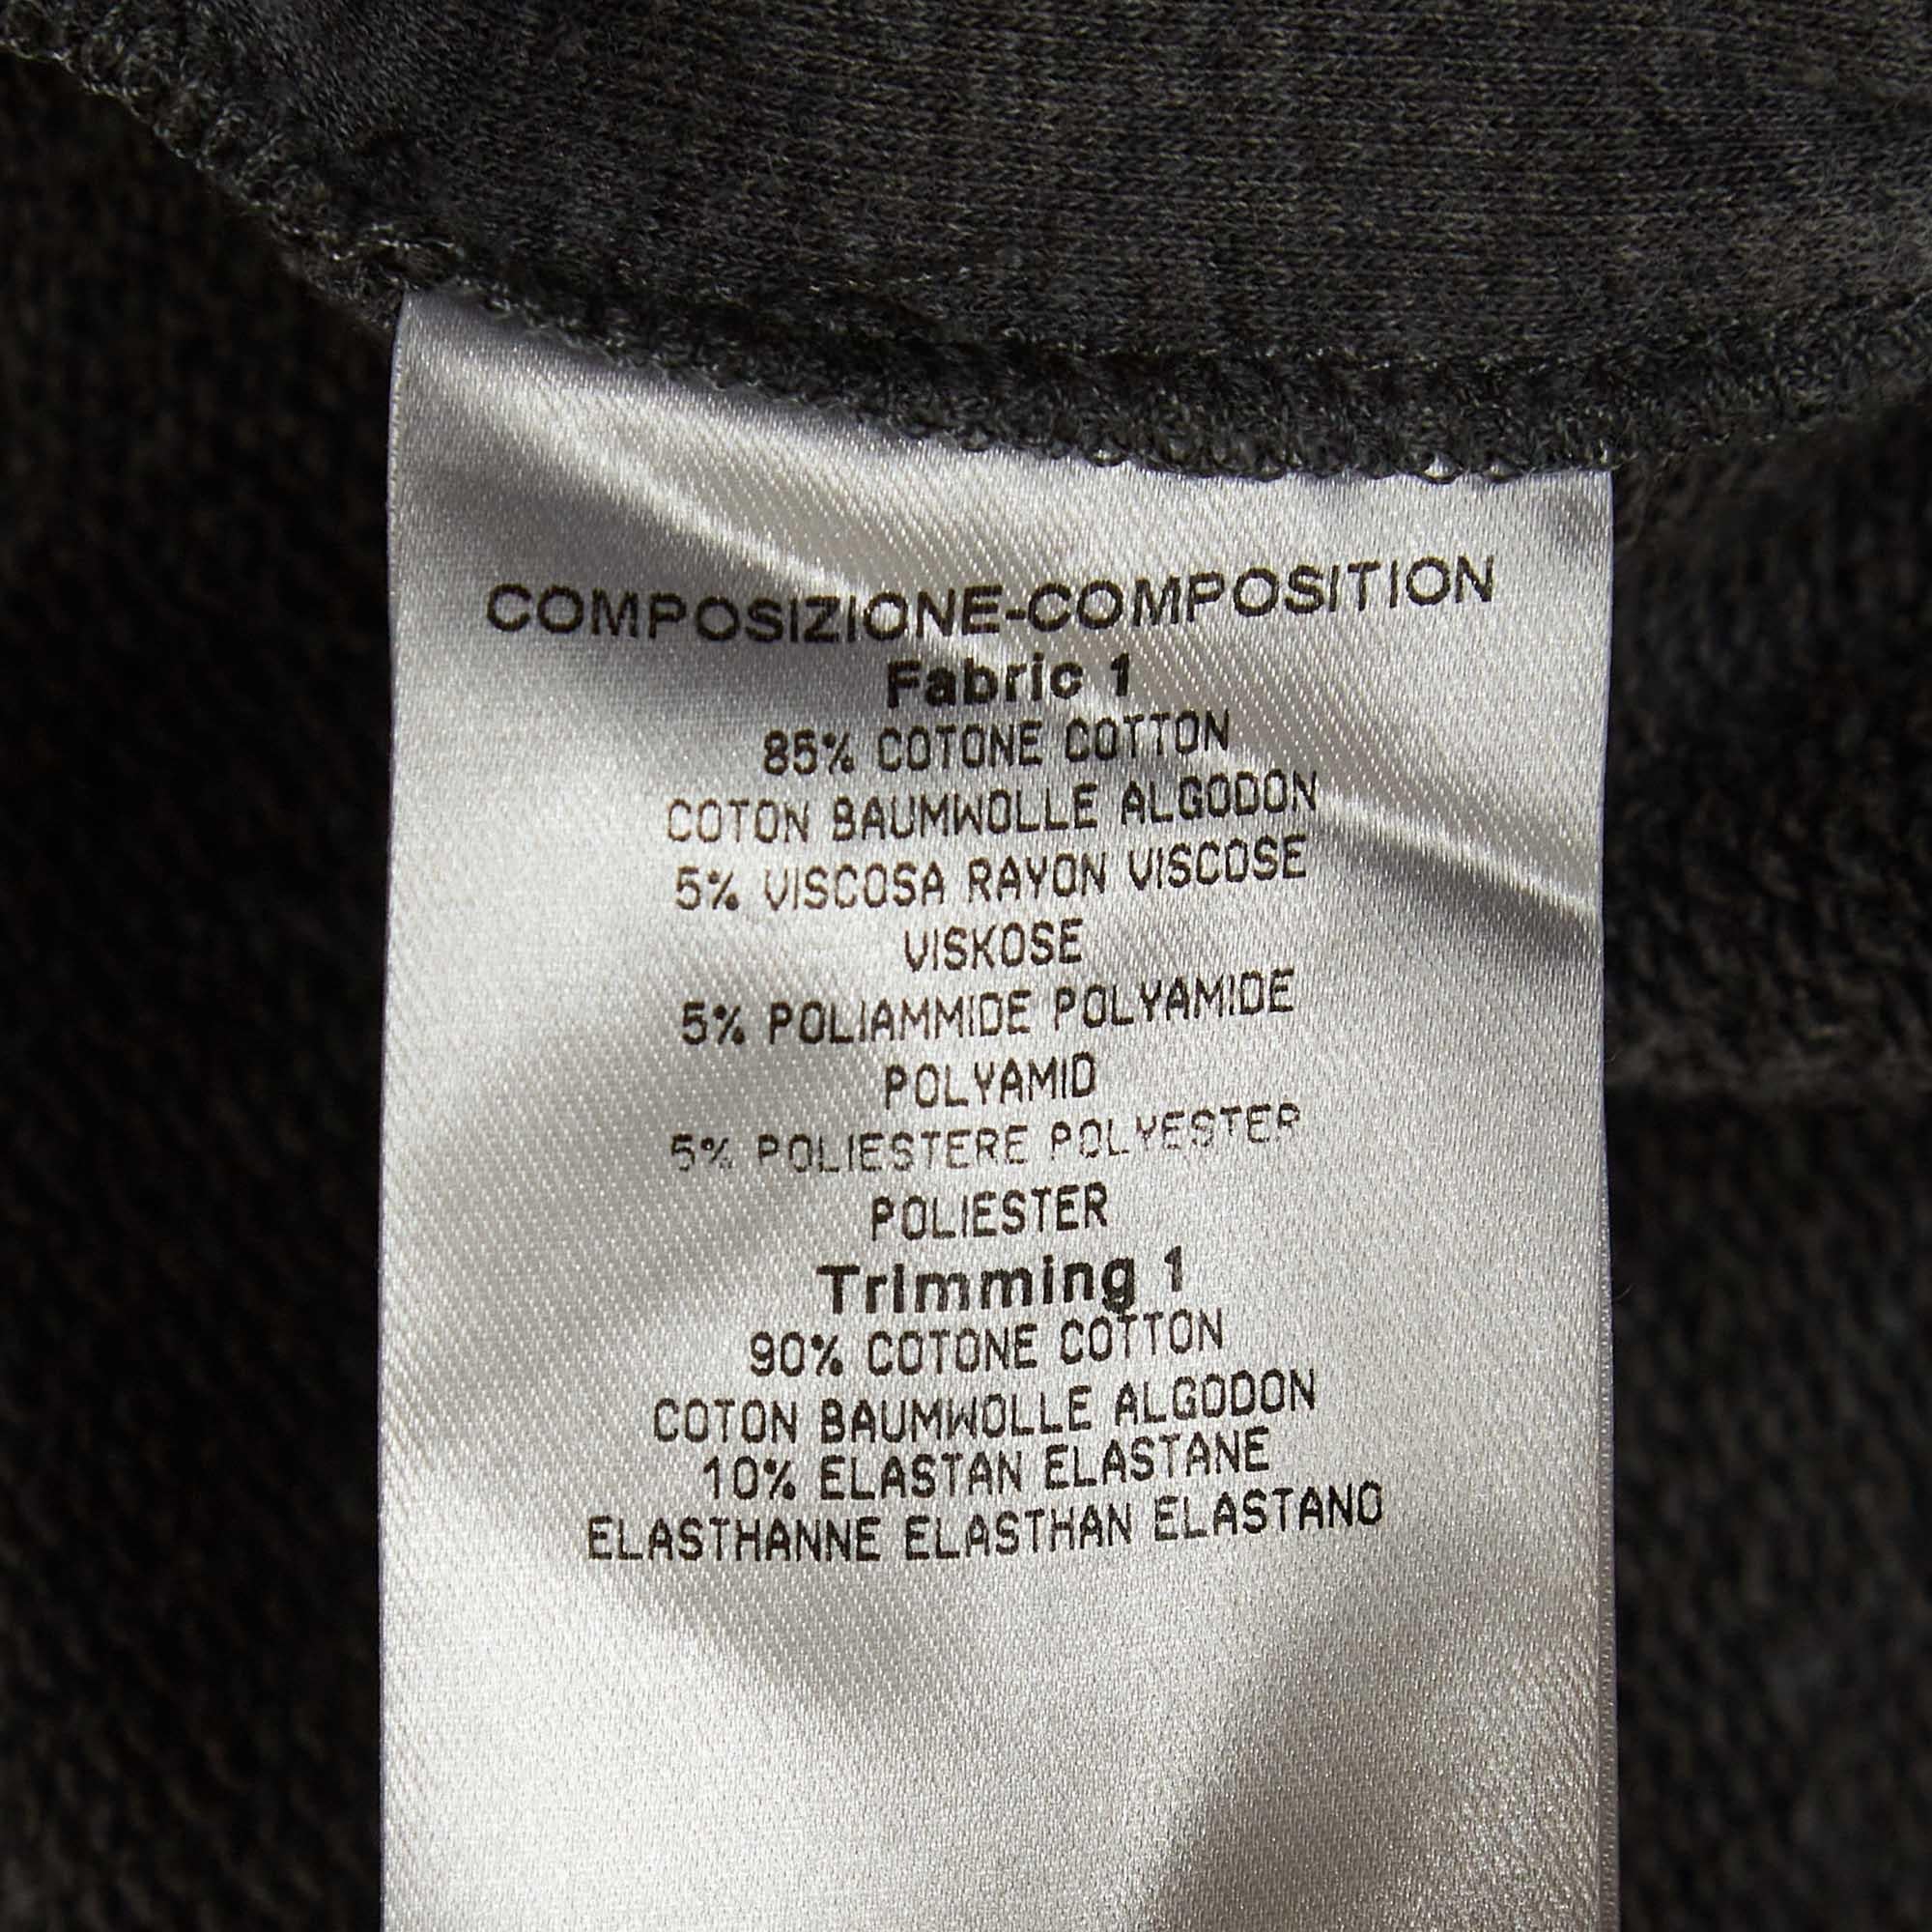 COMPOSIZIONE-COMPOSITION
Fabric 1
85% COTONE COTTON
COTON BAUMWOLLE ALGODON
5% VISCOSA RAYON VISCOSE
VISKOSE
5% POLIAMMIDE POLYAMIDE
POLYAMID
5% POLIESTERE POLYESTER
POLIESTER
Trimming 1
90% COTONE COTTON
COTON BAUMWOLLE ALGODON
10% ELASTAN ELASTANE
ELASTHANNE ELASTHAN ELASTANO